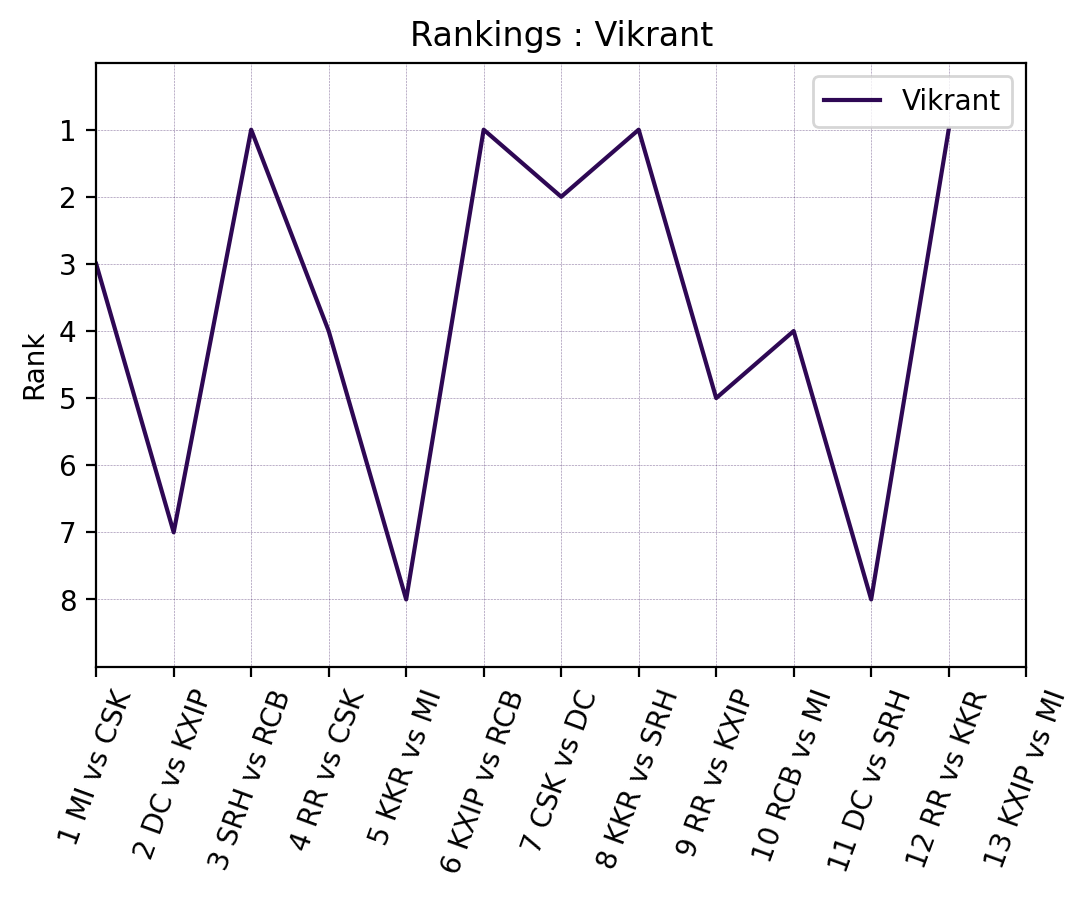 Rankings : Vikrant
Vikrant
Rank
1
2
3
4
5
6
7
8
1 MI vs CSK
2 DC vs KXIP
3 SRH vs RCB
4 RR vs CSK
5 KKR vs MI
6 KXIP vs RCB
7 CSK vs DC
8 KKR vs SRH
9 RR vs KXIP
10 RCB vs MI
11 DC vs SRH
12 RR vs KKR
13 KXIP vs MI